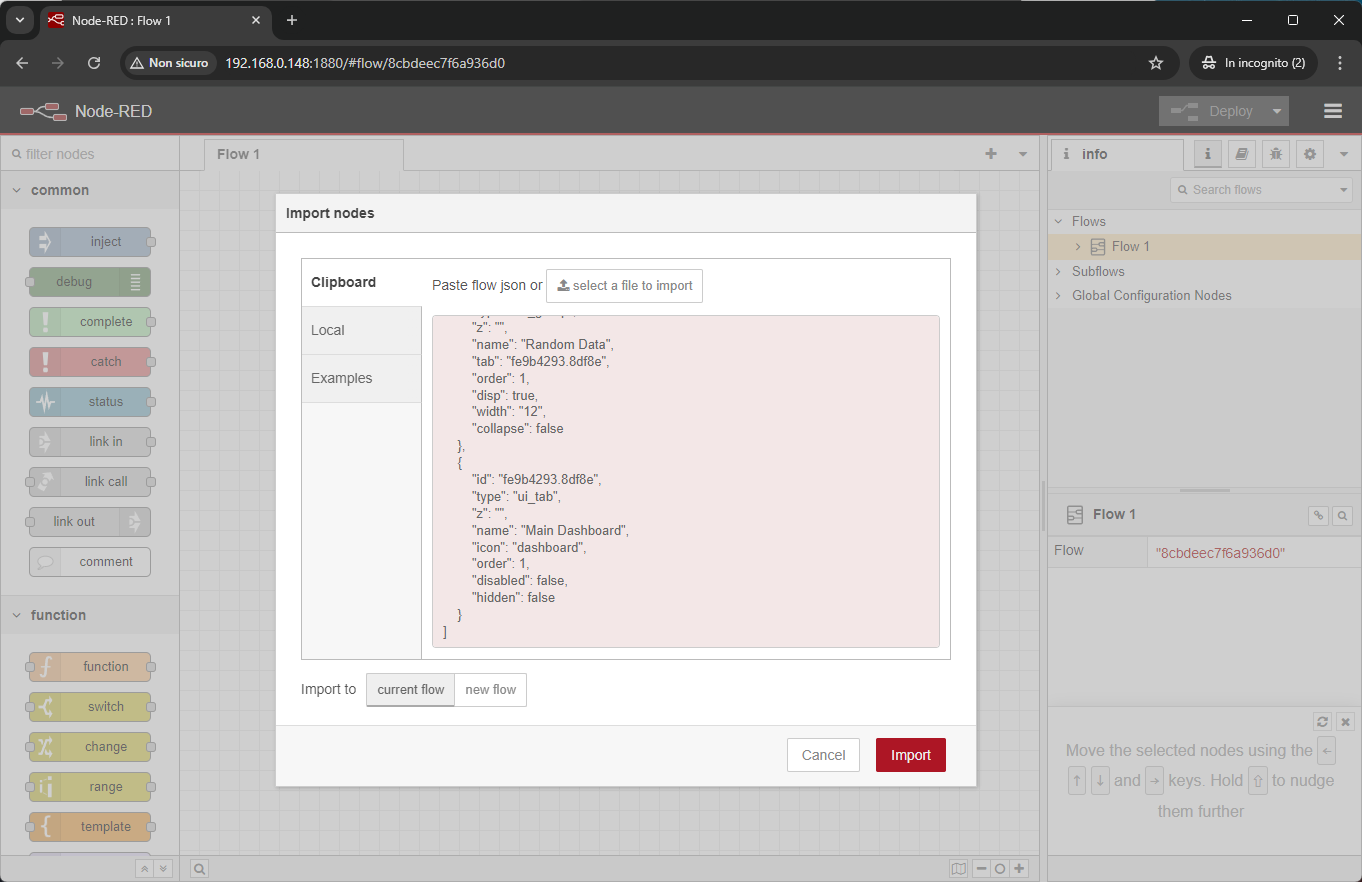 Node-RED : Flow 1
Non sicuro
192.168.0.148:1880/#flow/8cbdeec7f6a936d0
In incognito (2)
Node-RED
Deploy
filter nodes
Flow 1
info
common
inject
debug
complete
catch
status
link in
link call
link out
comment
function
function
switch
change
range
template
Import nodes
Clipboard
Local
Examples
Paste flow json or
select a file to import
"z": "",
"name": "Random Data",
"tab": "fe9b4293.8df8e",
"order": 1,
"disp": true,
"width": "12",
"collapse": false
},
{
"id": "fe9b4293.8df8e",
"type": "ui_tab",
"z": "",
"name": "Main Dashboard",
"icon": "dashboard",
"order": 1,
"disabled": false,
"hidden": false
}
]
Import to
current flow
new flow
Cancel
Import
Search flows
Flows
Flow 1
Subflows
Global Configuration Nodes
Flow 1
Flow
"8cbdeec7f6a936d0"
Move the selected nodes using the ←
↑ ↓ and → keys. Hold ⇧ to nudge
them further